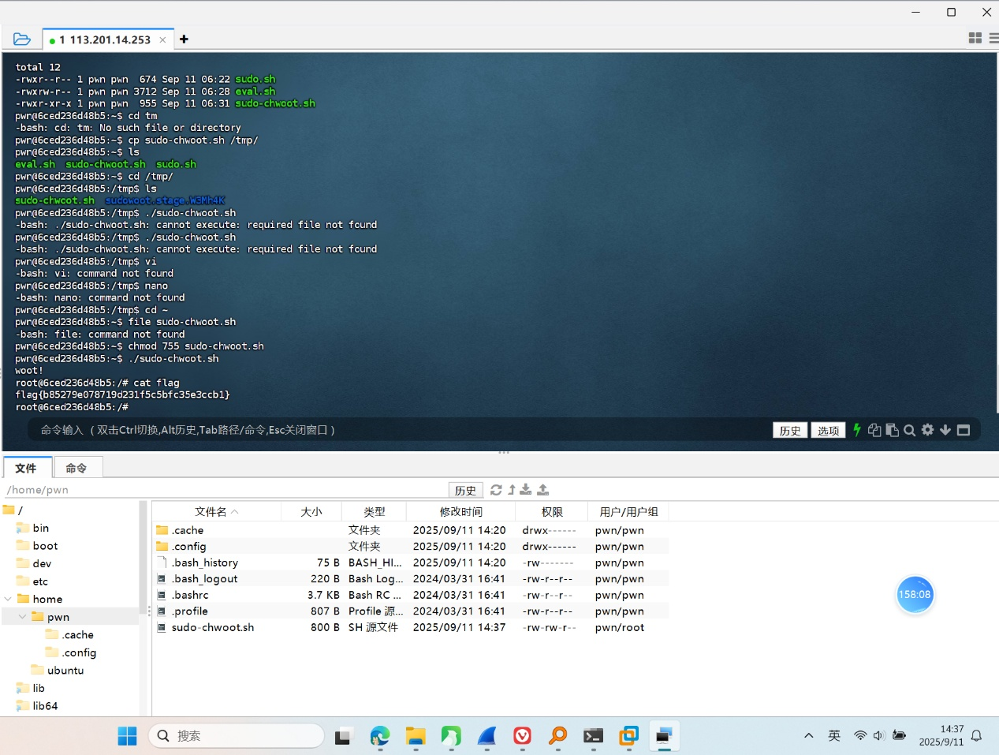 1 113.201.14.253
total 12
-rwxr--r-- 1 pwn pwn  674 Sep 11 06:22 sudo.sh
-rwxrw-r-- 1 pwn pwn 3712 Sep 11 06:28 eval.sh
-rwxr-xr-x 1 pwn pwn  955 Sep 11 06:31 sudo-chwoot.sh
pwn@6ced236d48b5:~$ cd tm
-bash: cd: tm: No such file or directory
pwn@6ced236d48b5:~$ cp sudo-chwoot.sh /tmp/
pwn@6ced236d48b5:~$ ls
eval.sh  sudo-chwoot.sh  sudo.sh
pwn@6ced236d48b5:~$ cd /tmp/
pwn@6ced236d48b5:/tmp$ ls
sudo-chwoot.sh  sudowoot.stage.W3Mh4K
pwn@6ced236d48b5:/tmp$ ./sudo-chwoot.sh
-bash: ./sudo-chwoot.sh: cannot execute: required file not found
pwn@6ced236d48b5:/tmp$ ./sudo-chwoot.sh
-bash: ./sudo-chwoot.sh: cannot execute: required file not found
pwn@6ced236d48b5:/tmp$ vi
-bash: vi: command not found
pwn@6ced236d48b5:/tmp$ nano
-bash: nano: command not found
pwn@6ced236d48b5:/tmp$ cd ~
pwn@6ced236d48b5:~$ file sudo-chwoot.sh
-bash: file: command not found
pwn@6ced236d48b5:~$ chmod 755 sudo-chwoot.sh
pwn@6ced236d48b5:~$ ./sudo-chwoot.sh
woot!
root@6ced236d48b5:/# cat flag
flag{b85279e078719d231f5c5bfc35e3ccb1}
root@6ced236d48b5:/#
命令输入 (双击Ctrl切换,Alt历史,Tab路径/命令,Esc关闭窗口) 历史 选项
文件 命令
/home/pwn 历史
/
bin
boot
dev
etc
home
pwn
.cache
.config
ubuntu
lib
lib64
文件名 大小 类型 修改时间 权限 用户/用户组
.cache 文件夹 2025/09/11 14:20 drwx------ pwn/pwn
.config 文件夹 2025/09/11 14:20 drwx------ pwn/pwn
.bash_history 75 B BASH_HI... 2025/09/11 14:20 -rw------- pwn/pwn
.bash_logout 220 B Bash Log... 2024/03/31 16:41 -rw-r--r-- pwn/pwn
.bashrc 3.7 KB Bash RC ... 2024/03/31 16:41 -rw-r--r-- pwn/pwn
.profile 807 B Profile 源... 2024/03/31 16:41 -rw-r--r-- pwn/pwn
sudo-chwoot.sh 800 B SH 源文件 2025/09/11 14:37 -rw-rw-r-- pwn/root
158:08
搜索
英
14:37
2025/9/11